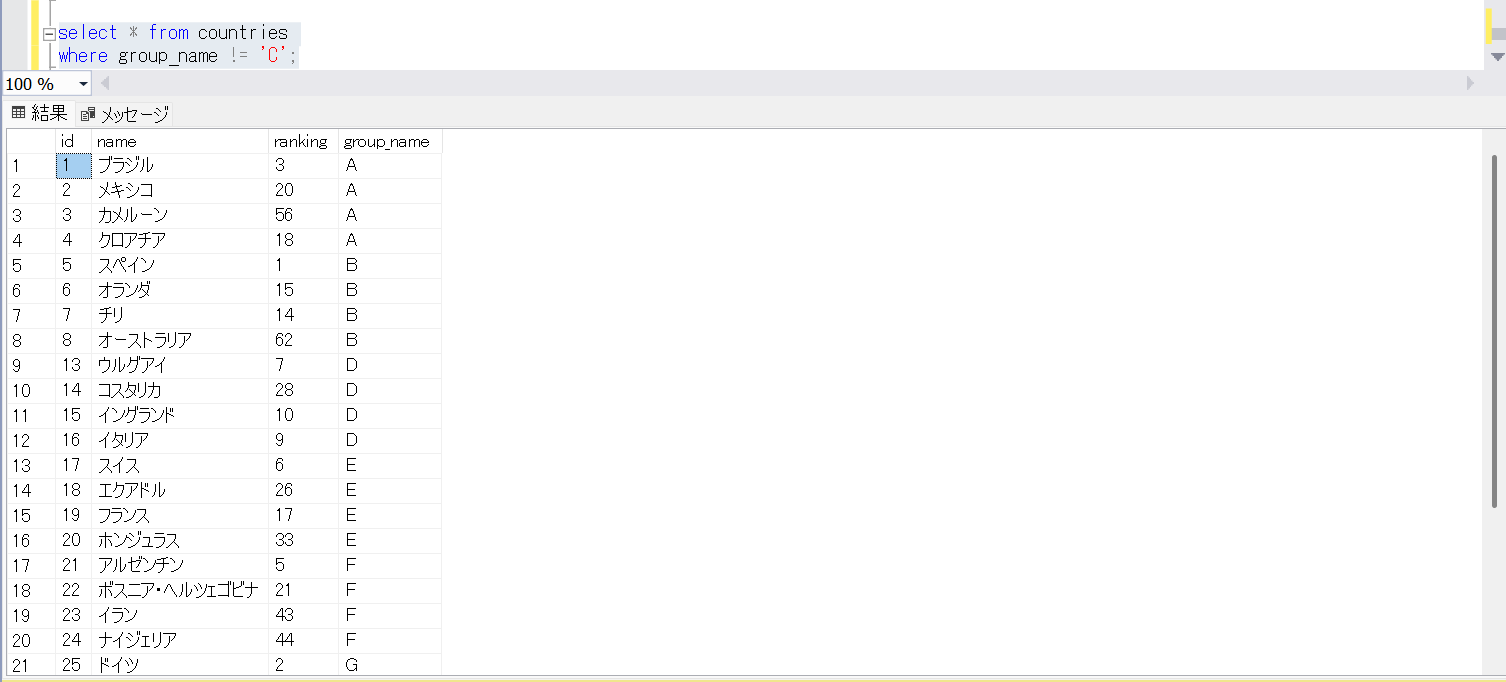 select * from countries
where group_name != 'C';
100 %
結果 メッセージ
id name ranking group_name
1 1 ブラジル 3 A
2 2 メキシコ 20 A
3 3 カメルーン 56 A
4 4 クロアチア 18 A
5 5 スペイン 1 B
6 6 オランダ 15 B
7 7 チリ 14 B
8 8 オーストラリア 62 B
9 13 ウルグアイ 7 D
10 14 コスタリカ 28 D
11 15 イングランド 10 D
12 16 イタリア 9 D
13 17 スイス 6 E
14 18 エクアドル 26 E
15 19 フランス 17 E
16 20 ホンジュラス 33 E
17 21 アルゼンチン 5 F
18 22 ボスニア・ヘルツェゴビナ 21 F
19 23 イラン 43 F
20 24 ナイジェリア 44 F
21 25 ドイツ 2 G